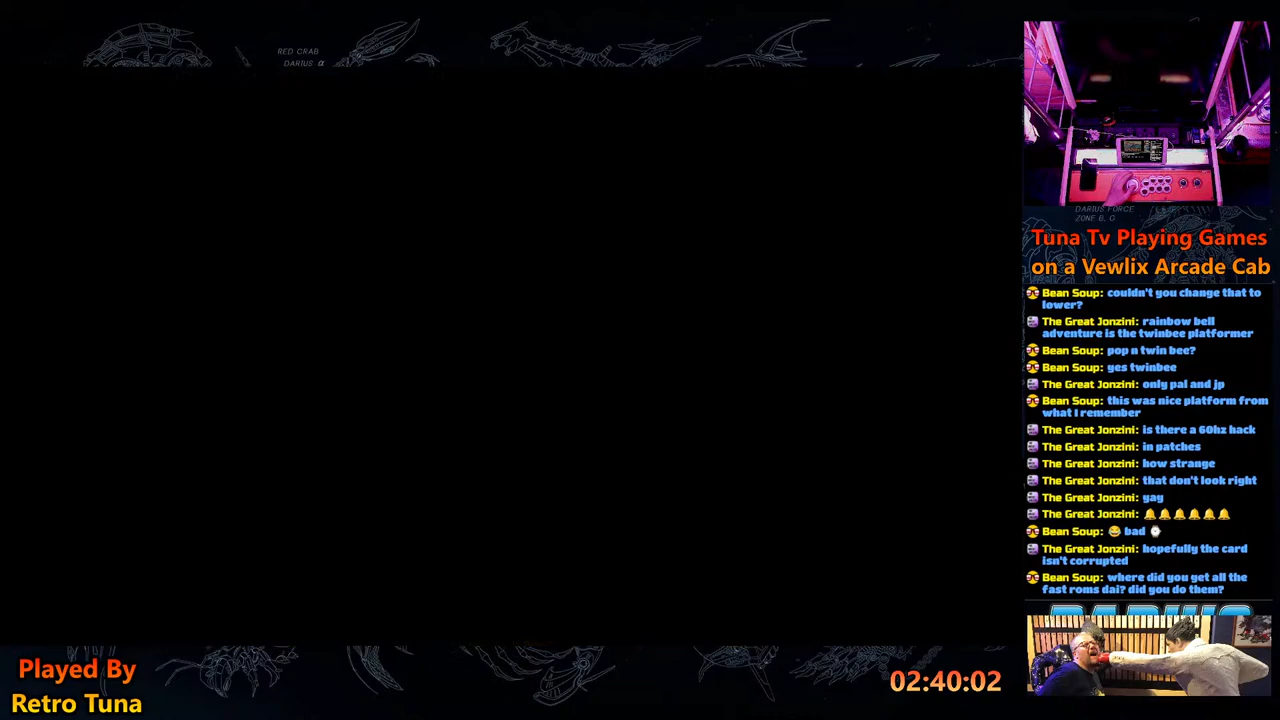 RED CRAB
DARIUS α
DARIUS FORCE
ZONE B, G
Tuna Tv Playing Games
on a Vewlix Arcade Cab
Bean Soup: couldn't you change that to
lower?
The Great Jonzini: rainbow bell
adventure is the twinbee platformer
Bean Soup: pop n twin bee?
Bean Soup: yes twinbee
The Great Jonzini: only pal and jp
Bean Soup: this was nice platform from
what I remember
The Great Jonzini: is there a 60hz hack
The Great Jonzini: in patches
The Great Jonzini: how strange
The Great Jonzini: that don't look right
The Great Jonzini: yay
The Great Jonzini: 🔔🔔🔔🔔🔔🔔
Bean Soup: 😂 bad ⌚
The Great Jonzini: hopefully the card
isn't corrupted
Bean Soup: where did you get all the
fast roms dai? did you do them?
Played By
Retro Tuna
02:40:02